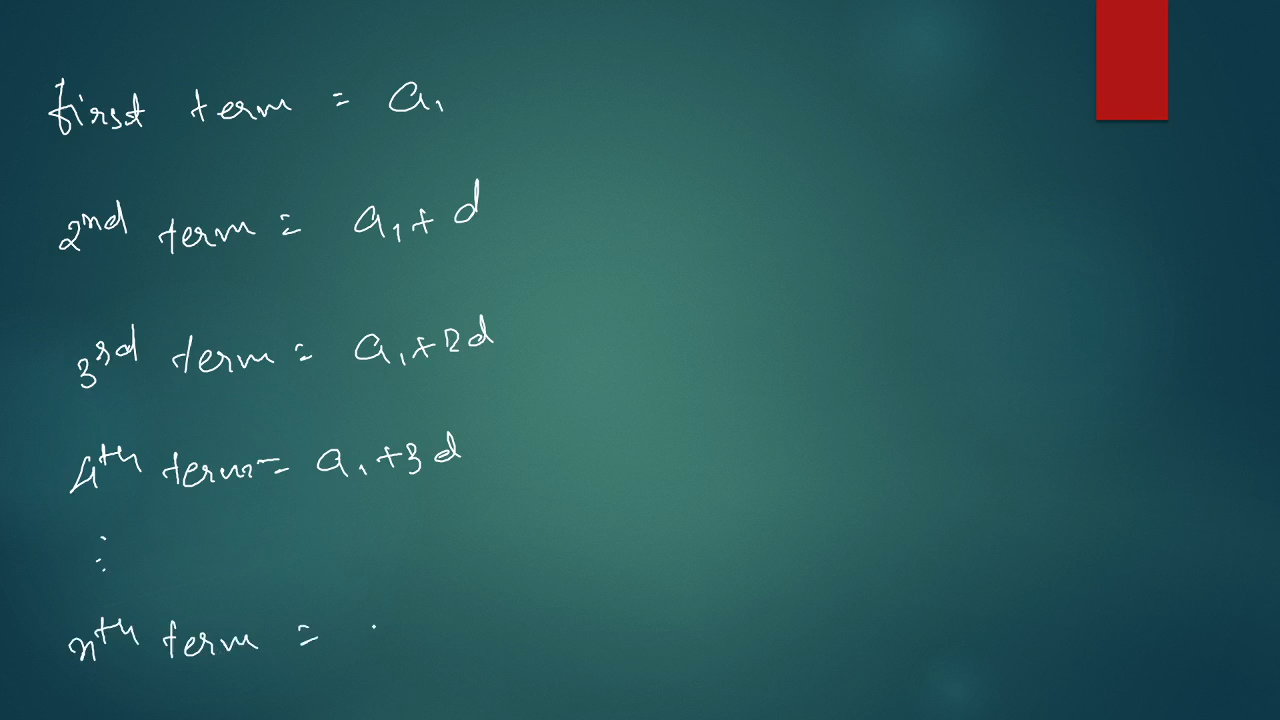 first term = a₁
2ⁿᵈ term = a₁ + d
3ʳᵈ term = a₁ + 2d
4ᵗʰ term = a₁ + 3d
⋮
nᵗʰ term =